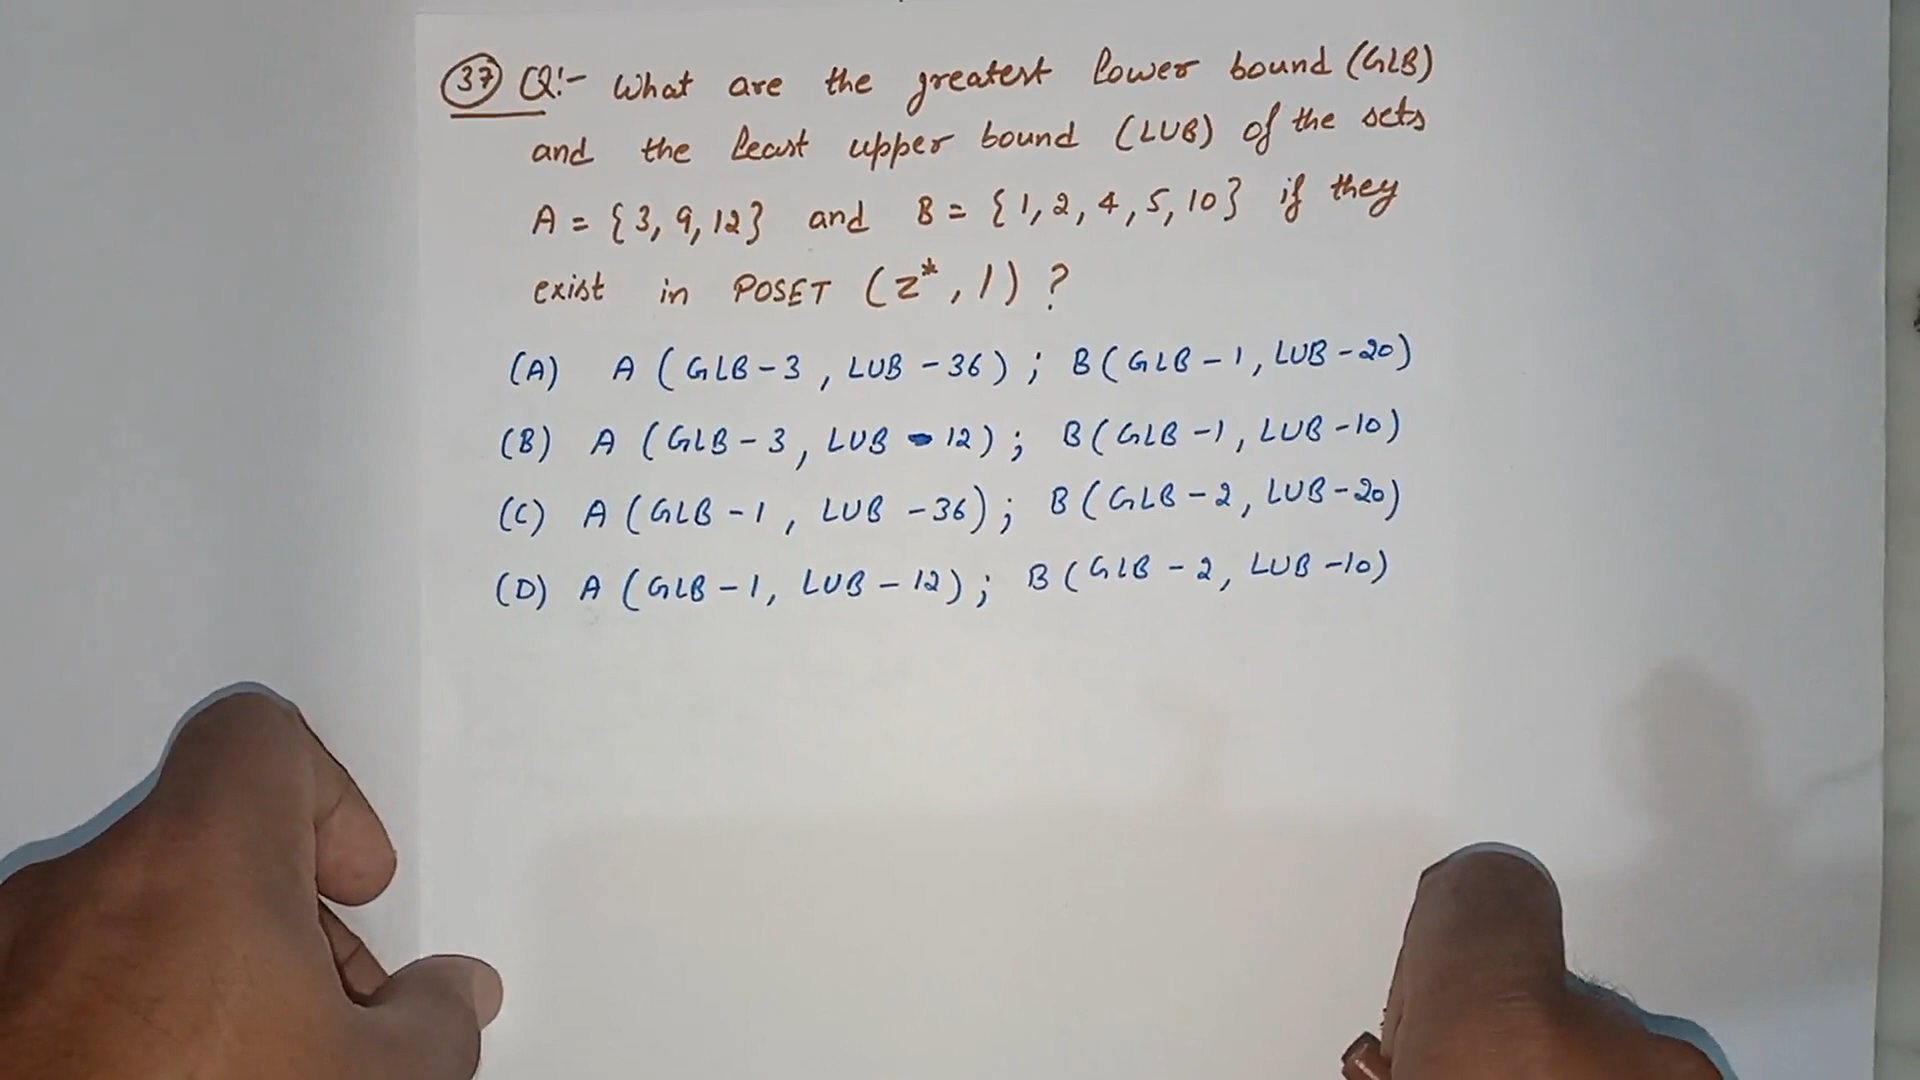 37 Q:- What are the greatest lower bound (GLB)
and the least upper bound (LUB) of the sets
A = {3, 9, 12} and B = {1, 2, 4, 5, 10} if they
exist in POSET (z*, /) ?
(A) A (GLB-3, LUB-36); B(GLB-1, LUB-20)
(B) A (GLB-3, LUB-12); B(GLB-1, LUB-10)
(C) A (GLB-1, LUB-36); B(GLB-2, LUB-20)
(D) A (GLB-1, LUB-12); B(GLB-2, LUB-10)